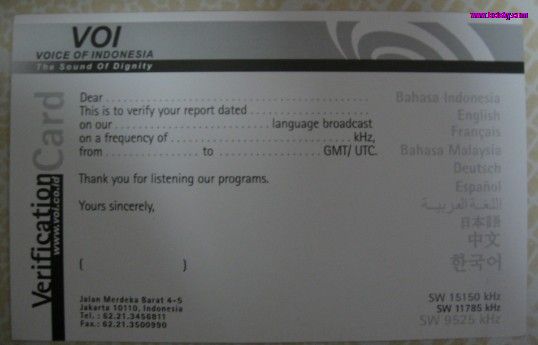 VOI
VOICE OF INDONESIA
The Sound Of Dignity
Verification Card
www.voi.co.id
Dear ........................................
This is to verify your report dated ....................
on our ......................... language broadcast
on a frequency of ........................... kHz,
from ............... to ................. GMT/ UTC.
Thank you for listening our programs.
Yours sincerely,
( )
Jalan Merdeka Barat 4-5
Jakarta 10110, Indonesia
Tel. : 62.21.3456811
Fax.: 62.21.3500990
Bahasa Indonesia
English
Français
Bahasa Malaysia
Deutsch
Español
اللغة العربية
日本語
中文
한국어
SW 15150 kHz
SW 11785 kHz
SW 9525 kHz